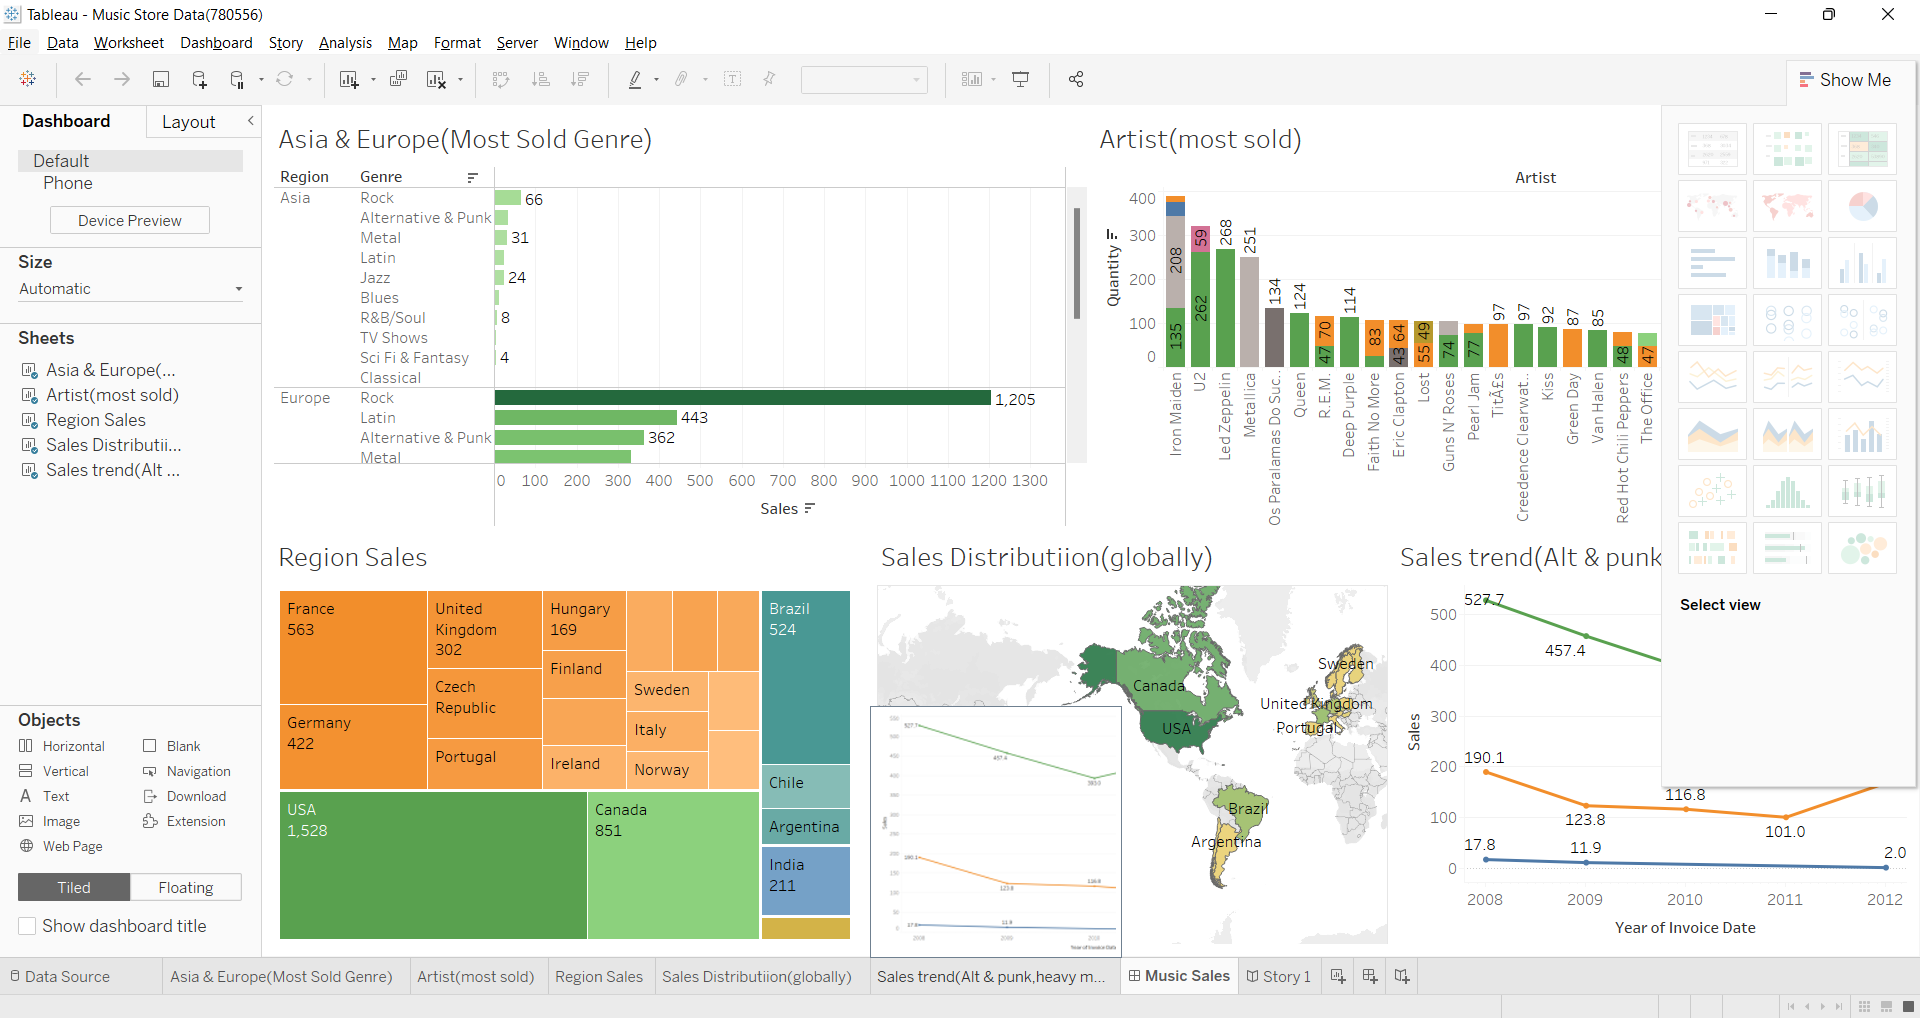 Tableau - Music Store Data(780556)
File Data Worksheet Dashboard Story Analysis Map Format Server Window Help
Show Me
Dashboard Layout
Default
Phone
Device Preview
Size
Automatic
Sheets
Asia & Europe(...
Artist(most sold)
Region Sales
Sales Distributii...
Sales trend(Alt ...
Objects
Horizontal Blank
Vertical Navigation
Text Download
Image Extension
Web Page
Tiled Floating
Show dashboard title
Asia & Europe(Most Sold Genre)
Region Genre
Asia Rock 66
Alternative & Punk
Metal 31
Latin
Jazz 24
Blues
R&B/Soul 8
TV Shows
Sci Fi & Fantasy 4
Classical
Europe Rock 1,205
Latin 443
Alternative & Punk 362
Metal
0 100 200 300 400 500 600 700 800 900 1000 1100 1200 1300
Sales
Artist(most sold)
Artist
Quantity
400
300
200
100
0
135 208 262 59 268 251 134 124 47 70 114 83 43 64 55 49 74 77 97 97 92 87 85 48 47
Iron Maiden
U2
Led Zeppelin
Metallica
Os Paralamas Do Suc..
Queen
R.E.M.
Deep Purple
Faith No More
Eric Clapton
Lost
Guns N' Roses
Pearl Jam
TitÃ£s
Creedence Clearwat..
Kiss
Green Day
Van Halen
Red Hot Chili Peppers
The Office
Select view
Region Sales
France
563
Germany
422
United
Kingdom
302
Czech
Republic
Portugal
Hungary
169
Finland
Ireland
Sweden
Italy
Norway
USA
1,528
Canada
851
Brazil
524
Chile
Argentina
India
211
Sales Distributiion(globally)
Canada
USA
Sweden
United Kingdom
Portugal
Brazil
Argentina
Sales trend(Alt & punk
Sales
500
400
300
200
100
0
527.7
457.4
190.1
123.8
116.8
101.0
17.8
11.9
2.0
2008 2009 2010 2011 2012
Year of Invoice Date
Data Source Asia & Europe(Most Sold Genre) Artist(most sold) Region Sales Sales Distributiion(globally) Sales trend(Alt & punk,heavy m... Music Sales Story 1